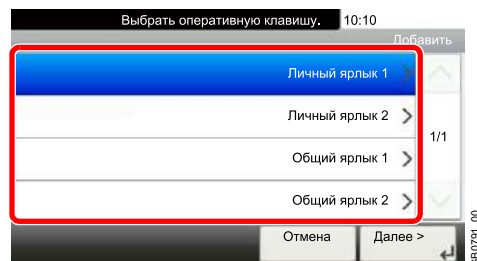 Выбрать оперативную клавишу. 10:10
Добавить
Личный ярлык 1
Личный ярлык 2
1/1
Общий ярлык 1
Общий ярлык 2
Отмена Далее >